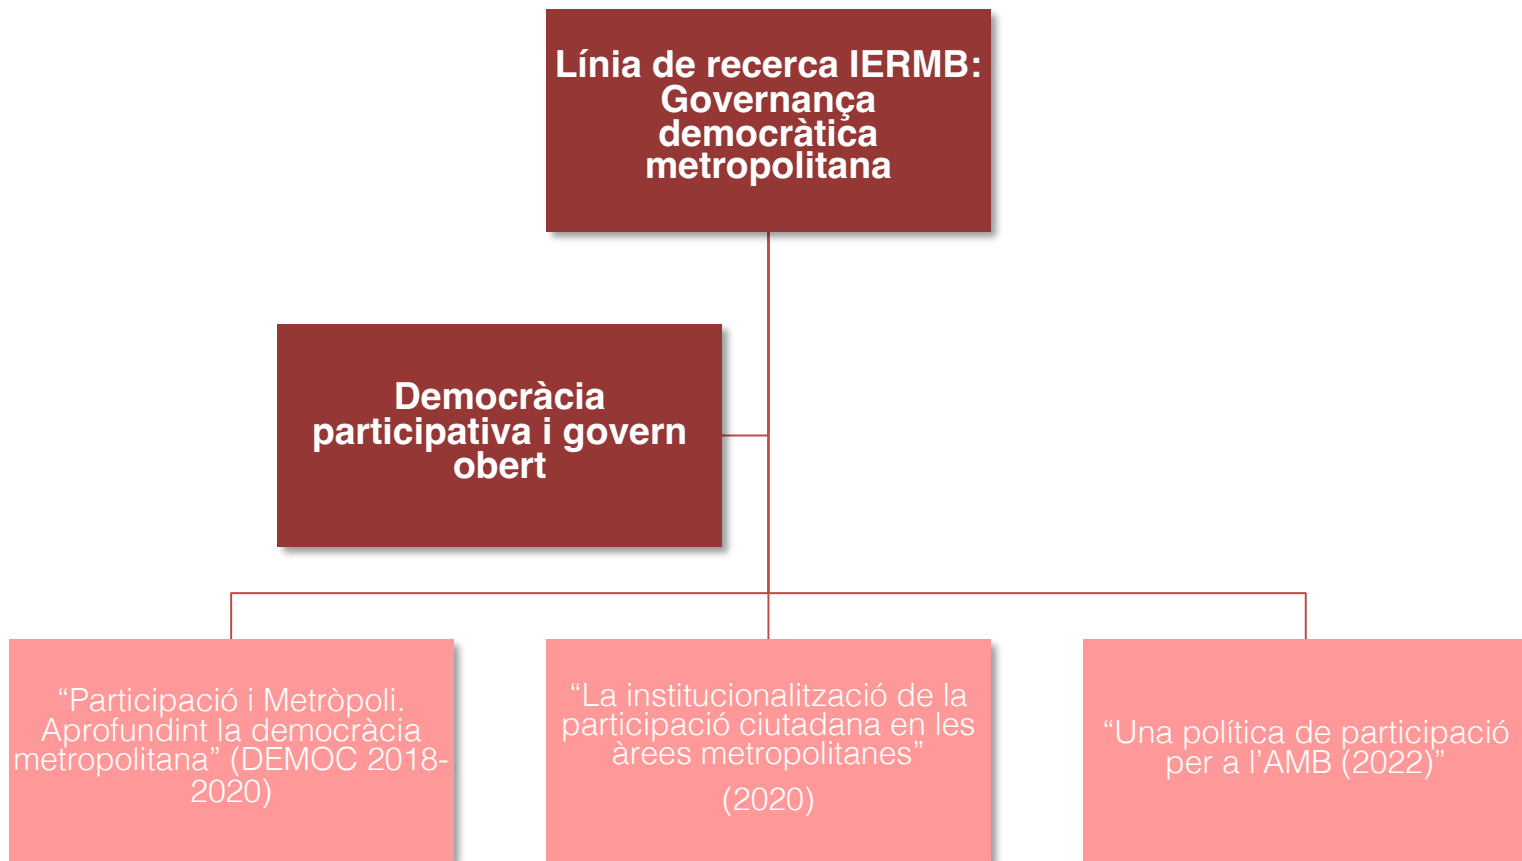 Línia de recerca IERMB:
Governança
democràtica
metropolitana
Democràcia
participativa i govern
obert
“Participació i Metròpoli.
Aprofundint la democràcia
metropolitana” (DEMOC 2018-
2020)
“La institucionalització de la
participació ciutadana en les
àrees metropolitanes”
(2020)
“Una política de participació
per a l’AMB (2022)”